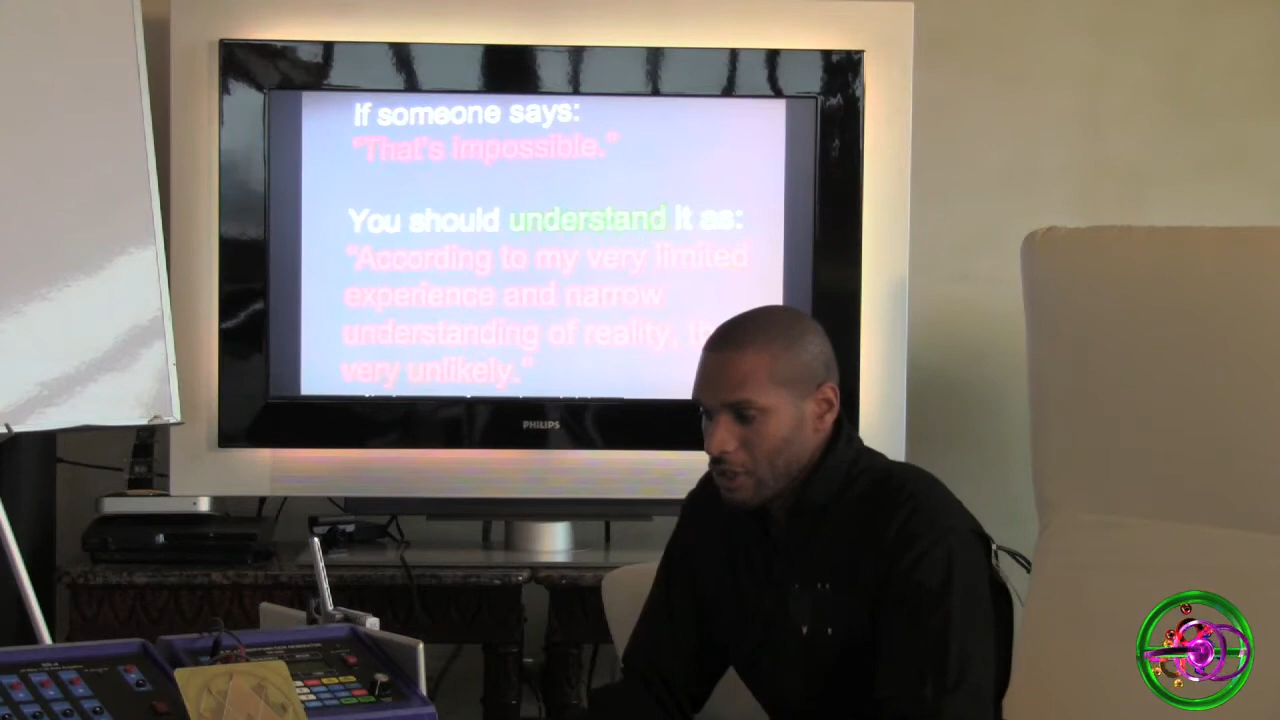 If someone says:
"That's impossible."
You should understand it as:
"According to my very limited
experience and narrow
understanding of reality,
very unlikely."
PHILIPS